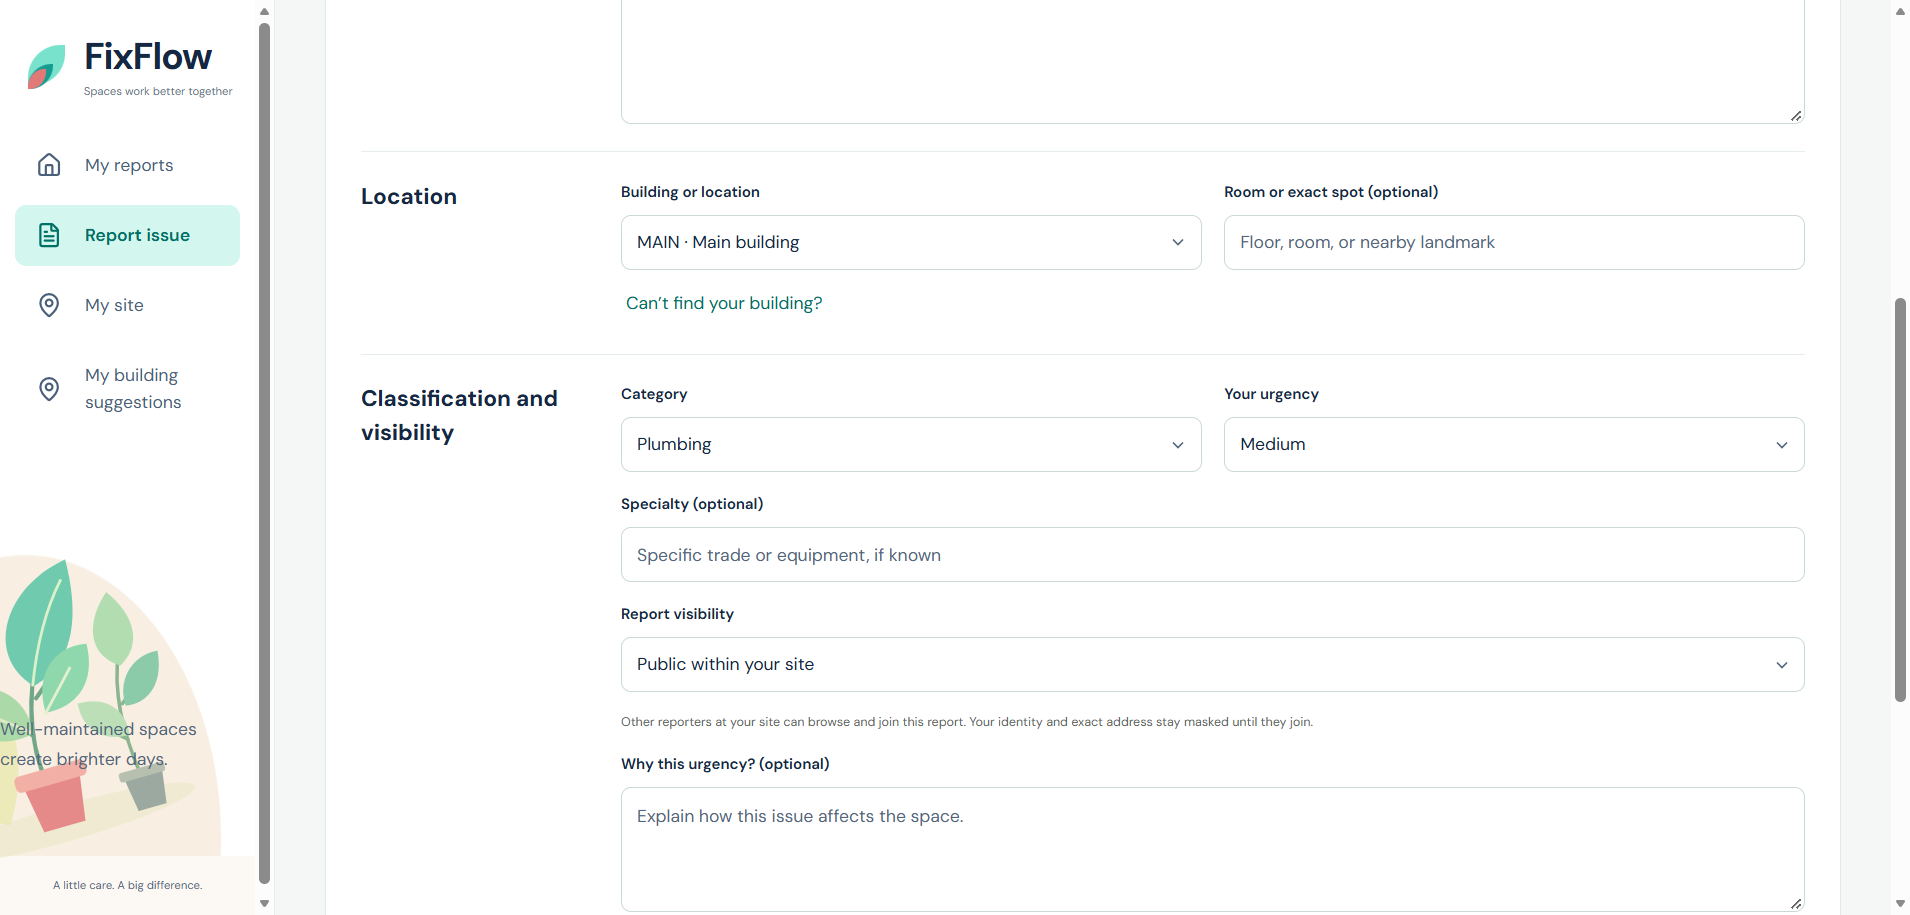 FixFlow
Spaces work better together
My reports
Report issue
My site
My building
suggestions
Well-maintained spaces
create brighter days.
A little care. A big difference.
Location
Building or location
MAIN · Main building
Can’t find your building?
Room or exact spot (optional)
Floor, room, or nearby landmark
Classification and
visibility
Category
Plumbing
Your urgency
Medium
Specialty (optional)
Specific trade or equipment, if known
Report visibility
Public within your site
Other reporters at your site can browse and join this report. Your identity and exact address stay masked until they join.
Why this urgency? (optional)
Explain how this issue affects the space.